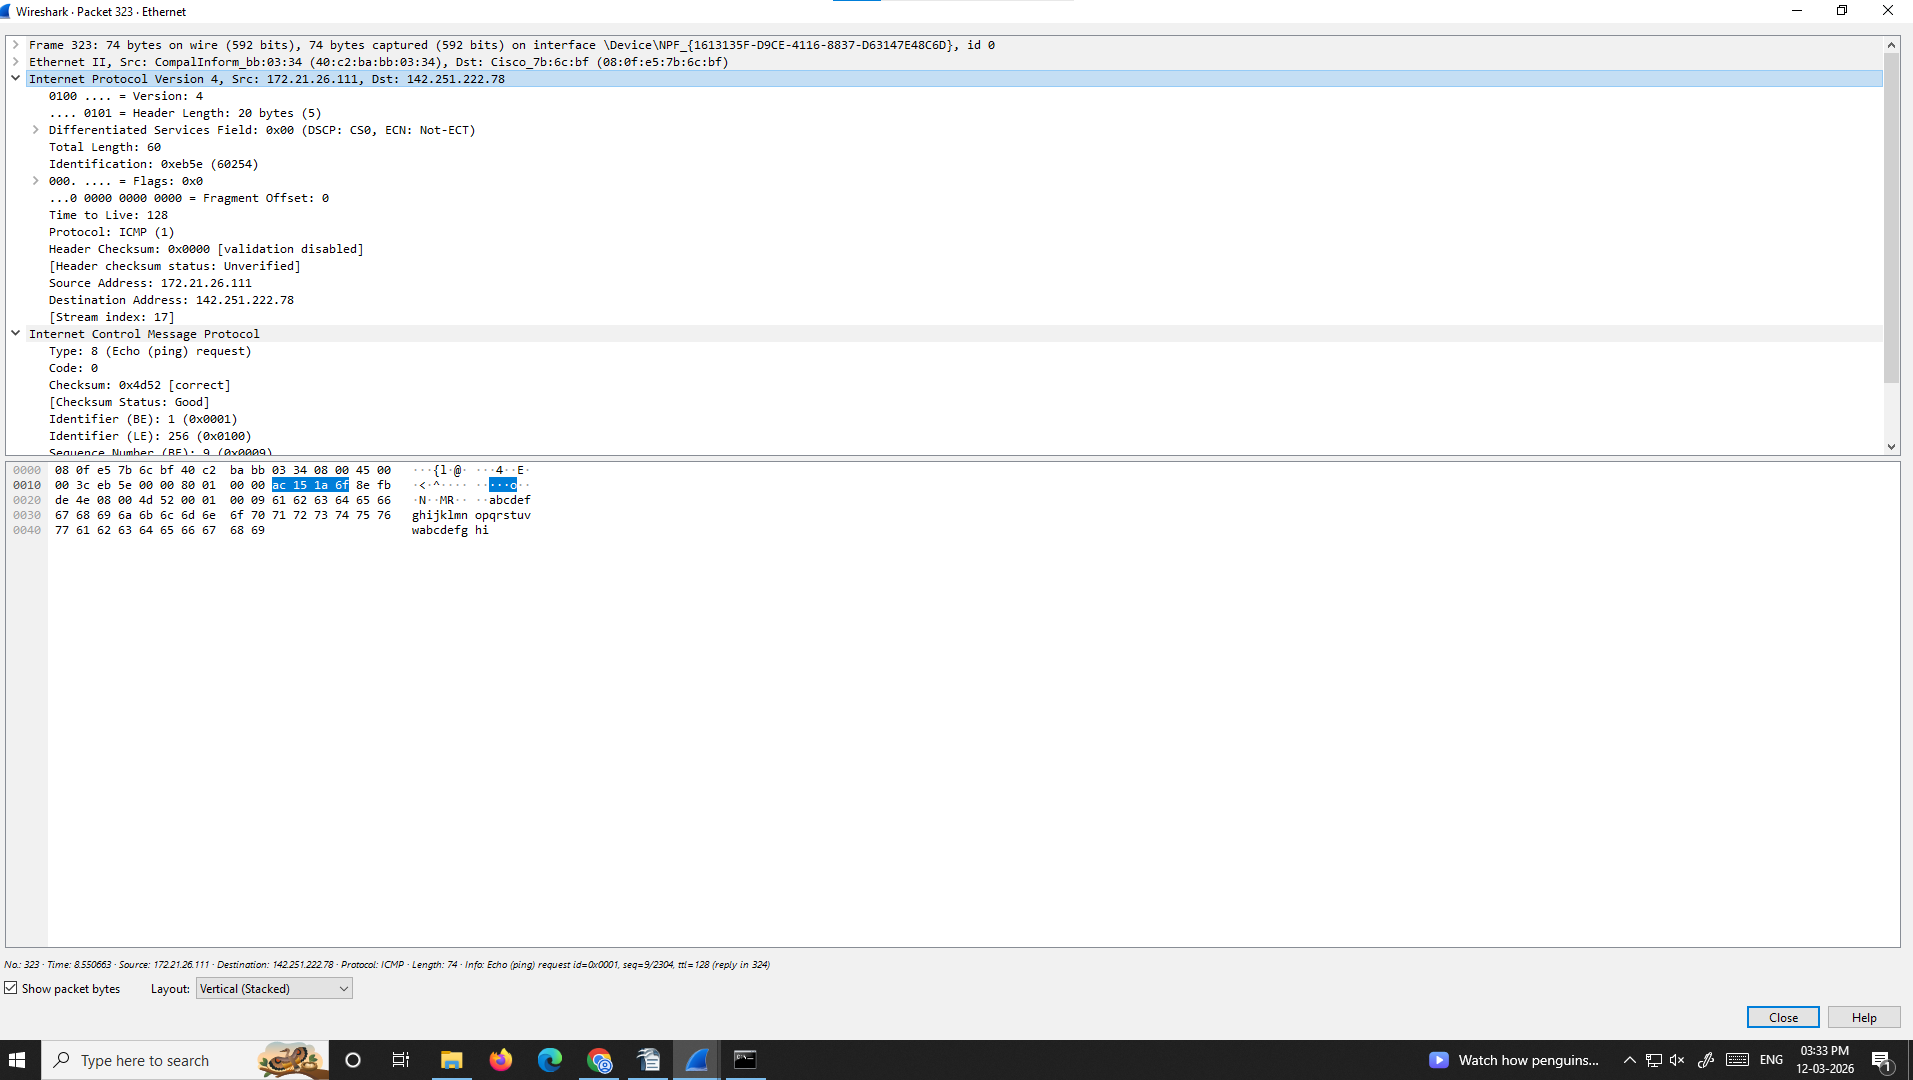 Wireshark · Packet 323 · Ethernet
Frame 323: 74 bytes on wire (592 bits), 74 bytes captured (592 bits) on interface \Device\NPF_{1613135F-D9CE-4116-8837-D63147E48C6D}, id 0
Ethernet II, Src: CompalInform_bb:03:34 (40:c2:ba:bb:03:34), Dst: Cisco_7b:6c:bf (08:0f:e5:7b:6c:bf)
Internet Protocol Version 4, Src: 172.21.26.111, Dst: 142.251.222.78
0100 .... = Version: 4
.... 0101 = Header Length: 20 bytes (5)
Differentiated Services Field: 0x00 (DSCP: CS0, ECN: Not-ECT)
Total Length: 60
Identification: 0xeb5e (60254)
000. .... = Flags: 0x0
...0 0000 0000 0000 = Fragment Offset: 0
Time to Live: 128
Protocol: ICMP (1)
Header Checksum: 0x0000 [validation disabled]
[Header checksum status: Unverified]
Source Address: 172.21.26.111
Destination Address: 142.251.222.78
[Stream index: 17]
Internet Control Message Protocol
Type: 8 (Echo (ping) request)
Code: 0
Checksum: 0x4d52 [correct]
[Checksum Status: Good]
Identifier (BE): 1 (0x0001)
Identifier (LE): 256 (0x0100)
Sequence Number (BE): 9 (0x0009)
0000 08 0f e5 7b 6c bf 40 c2 ba bb 03 34 08 00 45 00 ···{l·@· ···4··E·
0010 00 3c eb 5e 00 00 80 01 00 00 ac 15 1a 6f 8e fb ·<·^···· ·····o··
0020 de 4e 08 00 4d 52 00 01 00 09 61 62 63 64 65 66 ·N··MR·· ··abcdef
0030 67 68 69 6a 6b 6c 6d 6e 6f 70 71 72 73 74 75 76 ghijklmn opqrstuv
0040 77 61 62 63 64 65 66 67 68 69 wabcdefg hi
No.: 323 · Time: 8.550663 · Source: 172.21.26.111 · Destination: 142.251.222.78 · Protocol: ICMP · Length: 74 · Info: Echo (ping) request id=0x0001, seq=9/2304, ttl=128 (reply in 324)
Show packet bytes Layout: Vertical (Stacked)
Close Help
Type here to search Watch how penguins... ENG 03:33 PM
12-03-2026 1